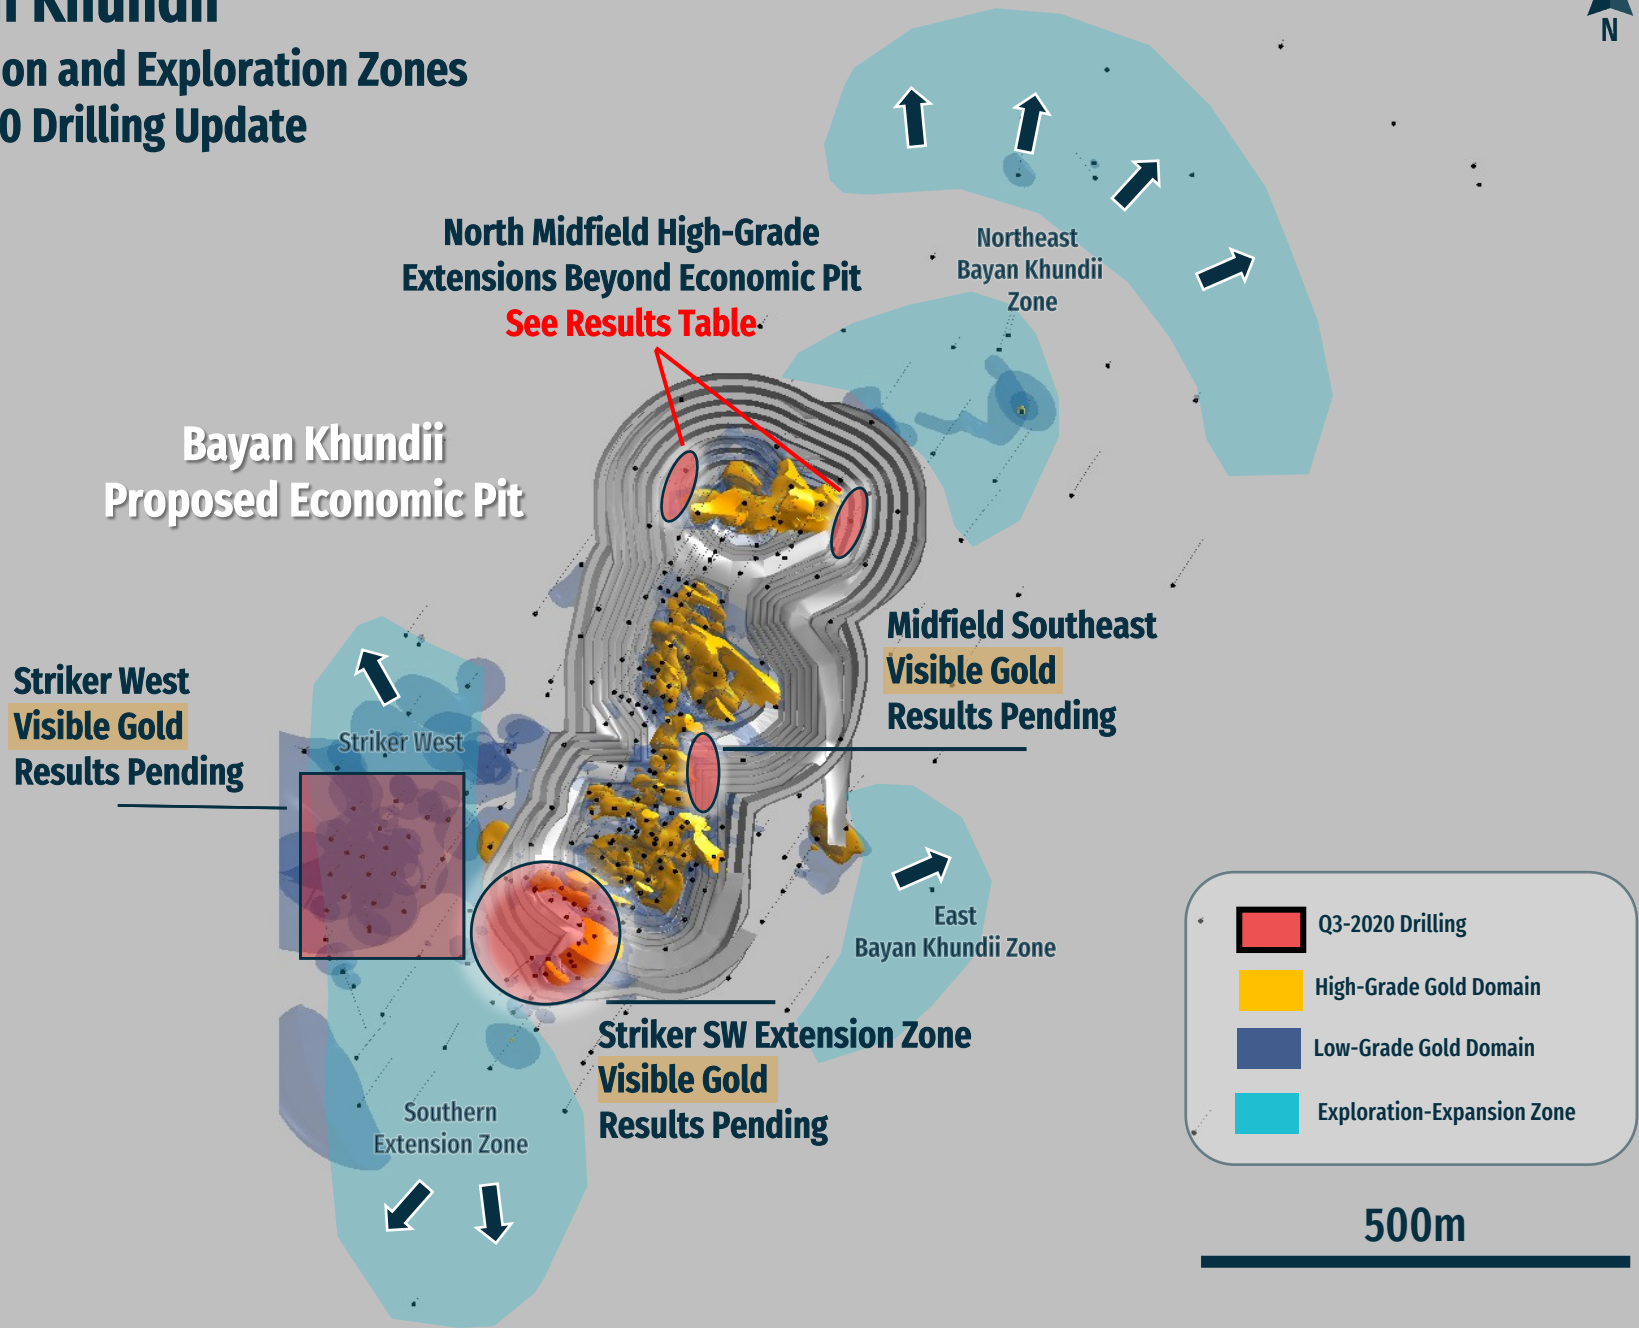 Khundii
on and Exploration Zones
0 Drilling Update
N
North Midfield High-Grade
Extensions Beyond Economic Pit
See Results Table
Northeast
Bayan Khundii
Zone
Bayan Khundii
Proposed Economic Pit
Midfield Southeast
Visible Gold
Results Pending
Striker West
Visible Gold
Results Pending
Striker West
East
Bayan Khundii Zone
Striker SW Extension Zone
Visible Gold
Results Pending
Southern
Extension Zone
Q3-2020 Drilling
High-Grade Gold Domain
Low-Grade Gold Domain
Exploration-Expansion Zone
500m